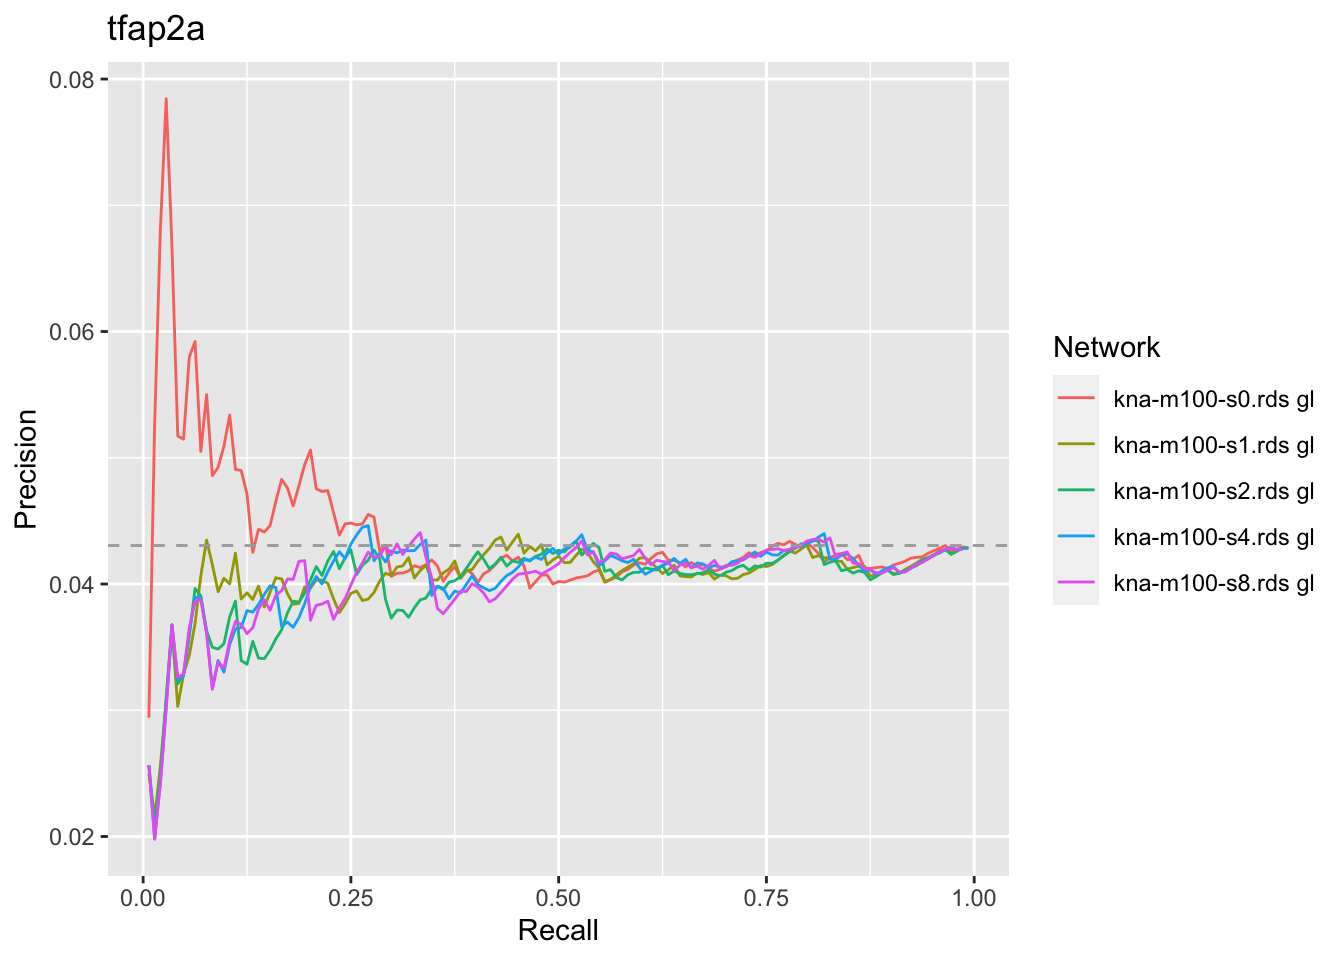 tfap2a
0.08
0.06
0.04
0.02
Precision
0.00 0.25 0.50 0.75 1.00
Recall
Network
kna-m100-s0.rds gl
kna-m100-s1.rds gl
kna-m100-s2.rds gl
kna-m100-s4.rds gl
kna-m100-s8.rds gl